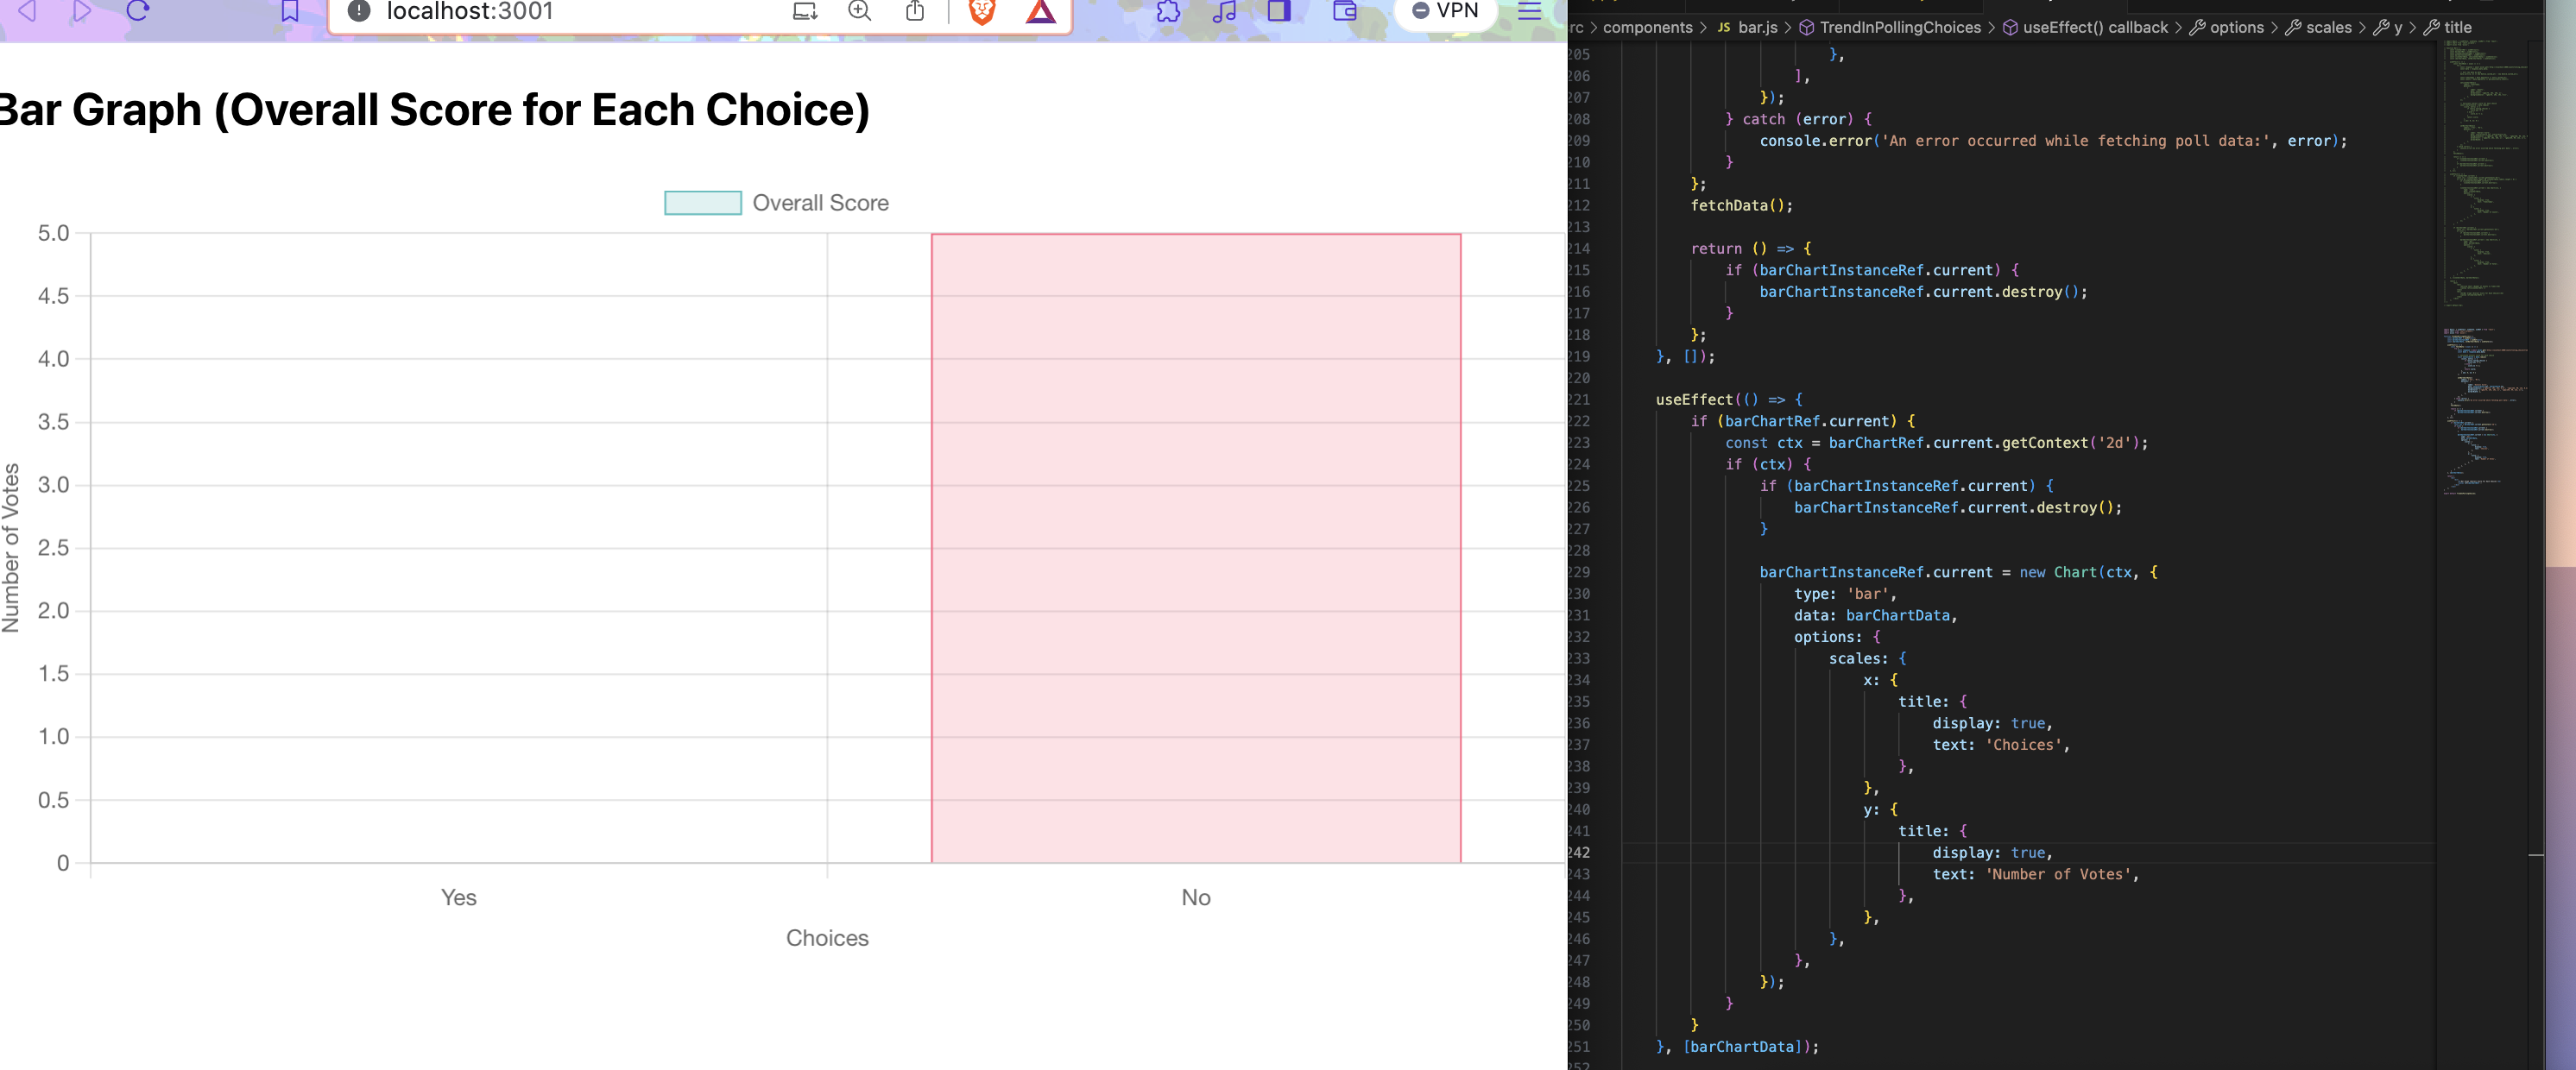 localhost:3001
VPN
Bar Graph (Overall Score for Each Choice)
Overall Score
5.0
4.5
4.0
3.5
3.0
2.5
2.0
1.5
1.0
0.5
0
Number of Votes
Yes
No
Choices
rc > components > JS bar.js > TrendInPollingChoices > useEffect() callback > options > scales > y > title
205 },
206 ],
207 });
208 } catch (error) {
209 console.error('An error occurred while fetching poll data:', error);
210 }
211 };
212 fetchData();
213
214 return () => {
215 if (barChartInstanceRef.current) {
216 barChartInstanceRef.current.destroy();
217 }
218 };
219 }, []);
220
221 useEffect(() => {
222 if (barChartRef.current) {
223 const ctx = barChartRef.current.getContext('2d');
224 if (ctx) {
225 if (barChartInstanceRef.current) {
226 barChartInstanceRef.current.destroy();
227 }
228
229 barChartInstanceRef.current = new Chart(ctx, {
230 type: 'bar',
231 data: barChartData,
232 options: {
233 scales: {
234 x: {
235 title: {
236 display: true,
237 text: 'Choices',
238 },
239 },
240 y: {
241 title: {
242 display: true,
243 text: 'Number of Votes',
244 },
245 },
246 },
247 },
248 });
249 }
250 }
251 }, [barChartData]);
252